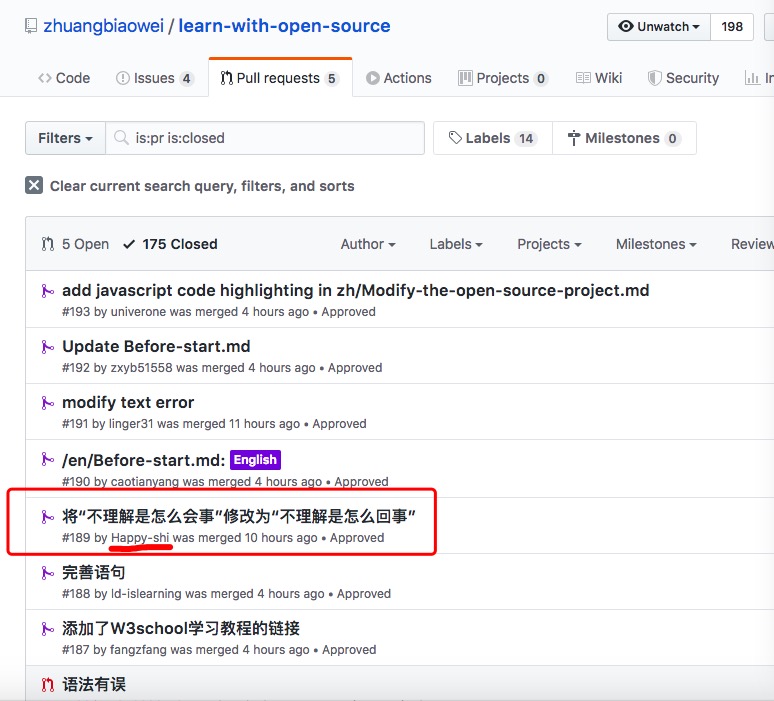 zhuangbiaowei / learn-with-open-source
Unwatch 198
Code Issues 4 Pull requests 5 Actions Projects 0 Wiki Security
Filters is:pr is:closed Labels 14 Milestones 0
Clear current search query, filters, and sorts
5 Open 175 Closed Author Labels Projects Milestones Review
add javascript code highlighting in zh/Modify-the-open-source-project.md
#193 by univerone was merged 4 hours ago • Approved
Update Before-start.md
#192 by zxyb51558 was merged 4 hours ago • Approved
modify text error
#191 by linger31 was merged 11 hours ago • Approved
/en/Before-start.md: English
#190 by caotianyang was merged 4 hours ago • Approved
将“不理解是怎么会事”修改为“不理解是怎么回事”
#189 by Happy-shi was merged 10 hours ago • Approved
完善语句
#188 by ld-islearning was merged 4 hours ago • Approved
添加了W3school学习教程的链接
#187 by fangzfang was merged 4 hours ago • Approved
语法有误